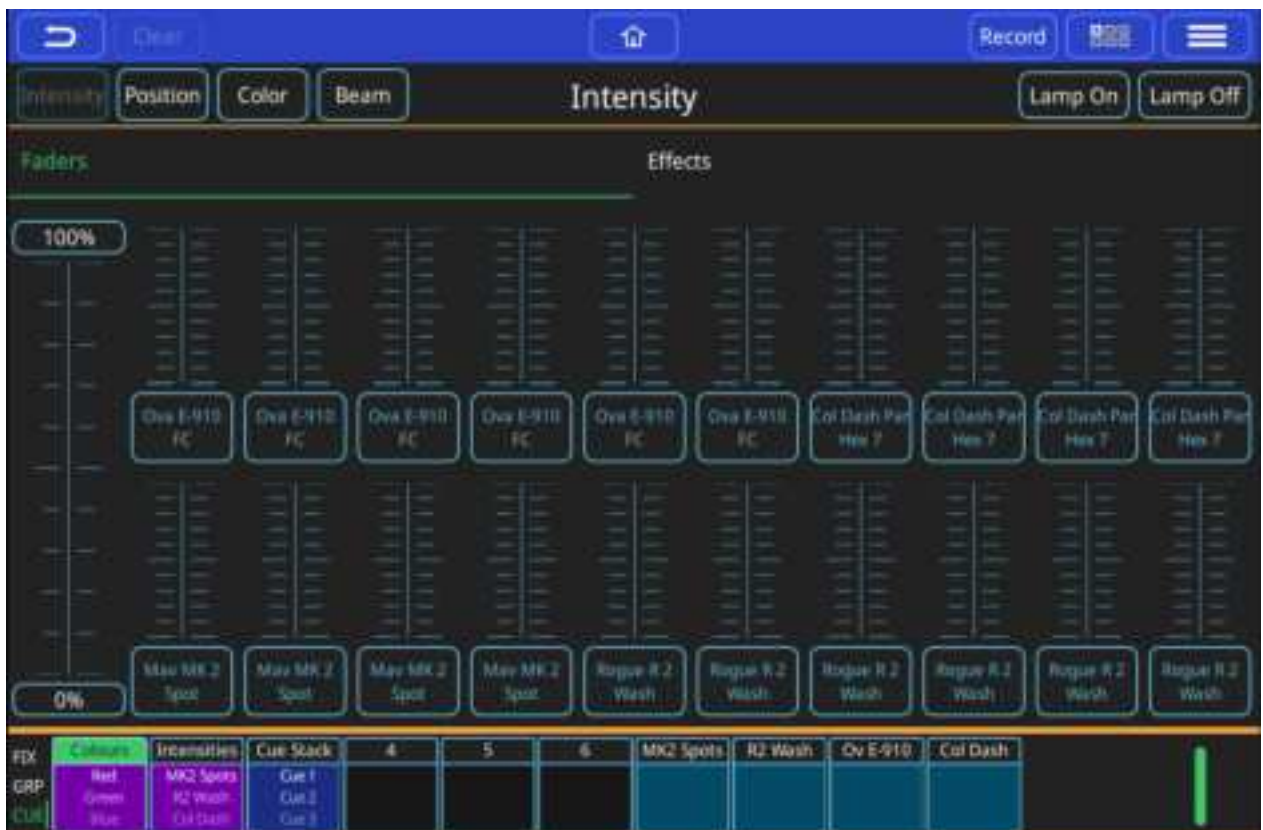 Clear
Record
Intensity Position Color Beam Intensity Lamp On Lamp Off
Faders Effects
100%
Ova E-910 Ova E-910 Ova E-910 Ova E-910 Ova E-910 Ova E-910 Col Dash Par Col Dash Par Col Dash Par Col Dash Par
FC FC FC FC FC FC Hex 7 Hex 7 Hex 7 Hex 7
Mav MK 2 Mav MK 2 Mav MK 2 Mav MK 2 Rogue R 2 Rogue R 2 Rogue R 2 Rogue R 2 Rogue R 2 Rogue R 2
Spot Spot Spot Spot Wash Wash Wash Wash Wash Wash
0%
FIX Colours Intensities Cue Stack 4 5 6 MK2 Spots R2 Wash Ov E-910 Col Dash
GRP Red MK2 Spots Cue 1
Green R2 Wash Cue 2
CUE Blue Col Dash Cue 3